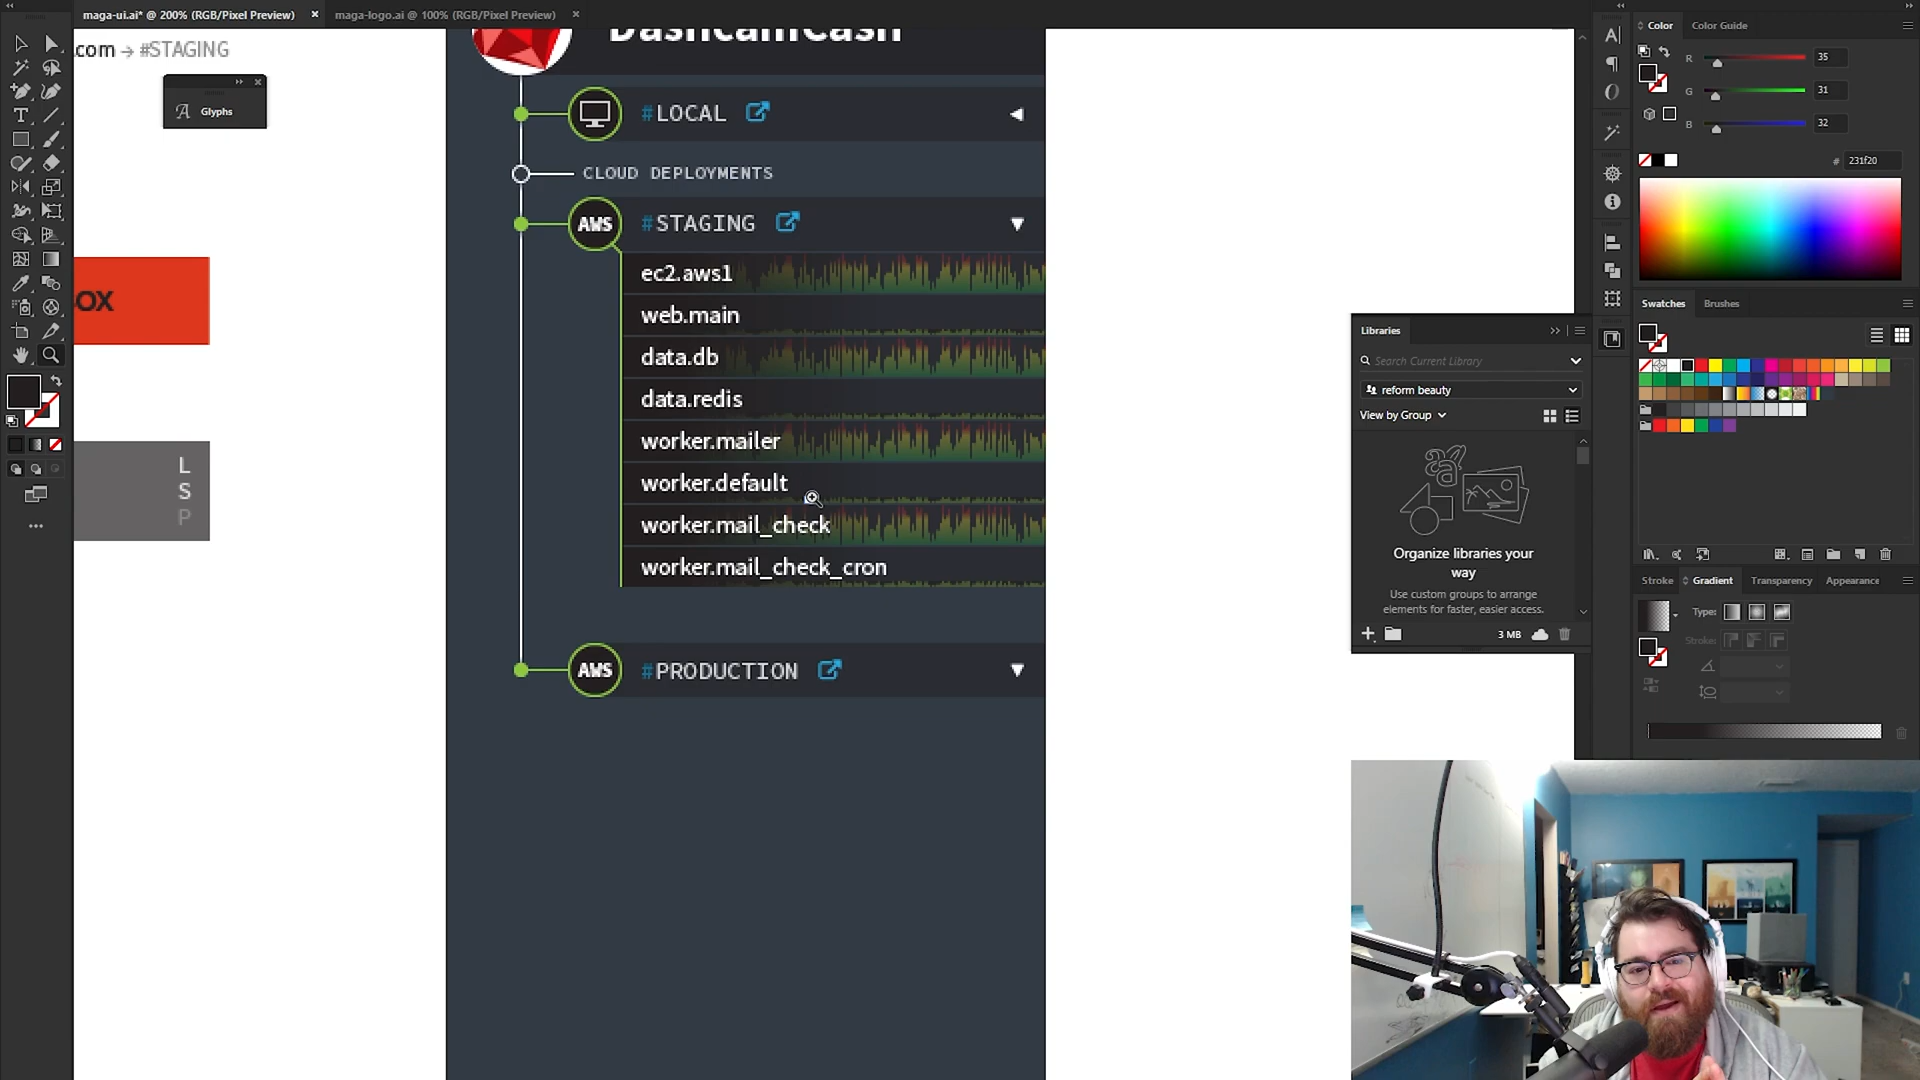 maga-ui.ai* @ 200% (RGB/Pixel Preview)
maga-logo.ai @ 100% (RGB/Pixel Preview)
.com → #STAGING
Glyphs
OX
L
S
P
DashcamCash
#LOCAL
CLOUD DEPLOYMENTS
AWS
#STAGING
ec2.aws1
web.main
data.db
data.redis
worker.mailer
worker.default
worker.mail_check
worker.mail_check_cron
AWS
#PRODUCTION
Libraries
Search Current Library
reform beauty
View by Group
Organize libraries your
way
Use custom groups to arrange
elements for faster, easier access.
3 MB
Color
Color Guide
R
35
G
31
B
32
# 231f20
Swatches
Brushes
Stroke
Gradient
Transparency
Appearance
Type:
Stroke: